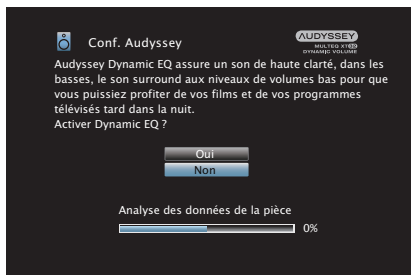 Conf. Audyssey
AUDYSSEY
MULTEQ XT32
DYNAMIC VOLUME
Audyssey Dynamic EQ assure un son de haute clarté, dans les
basses, le son surround aux niveaux de volumes bas pour que
vous puissiez profiter de vos films et de vos programmes
télévisés tard dans la nuit.
Activer Dynamic EQ ?
Oui
Non
Analyse des données de la pièce
0%